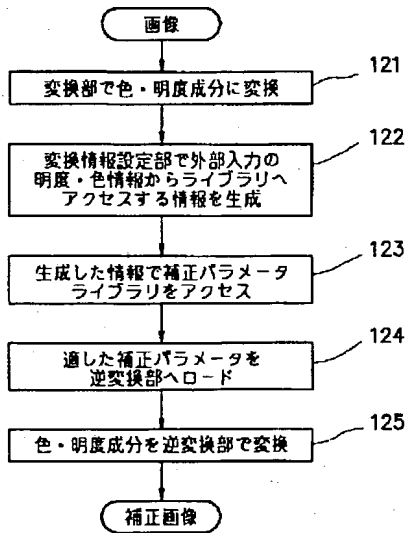 画像
変換部で色・明度成分に変換
121
変換情報設定部で外部入力の
明度・色情報からライブラリへ
アクセスする情報を生成
122
生成した情報で補正パラメータ
ライブラリをアクセス
123
適した補正パラメータを
逆変換部へロード
124
色・明度成分を逆変換部で変換
125
補正画像